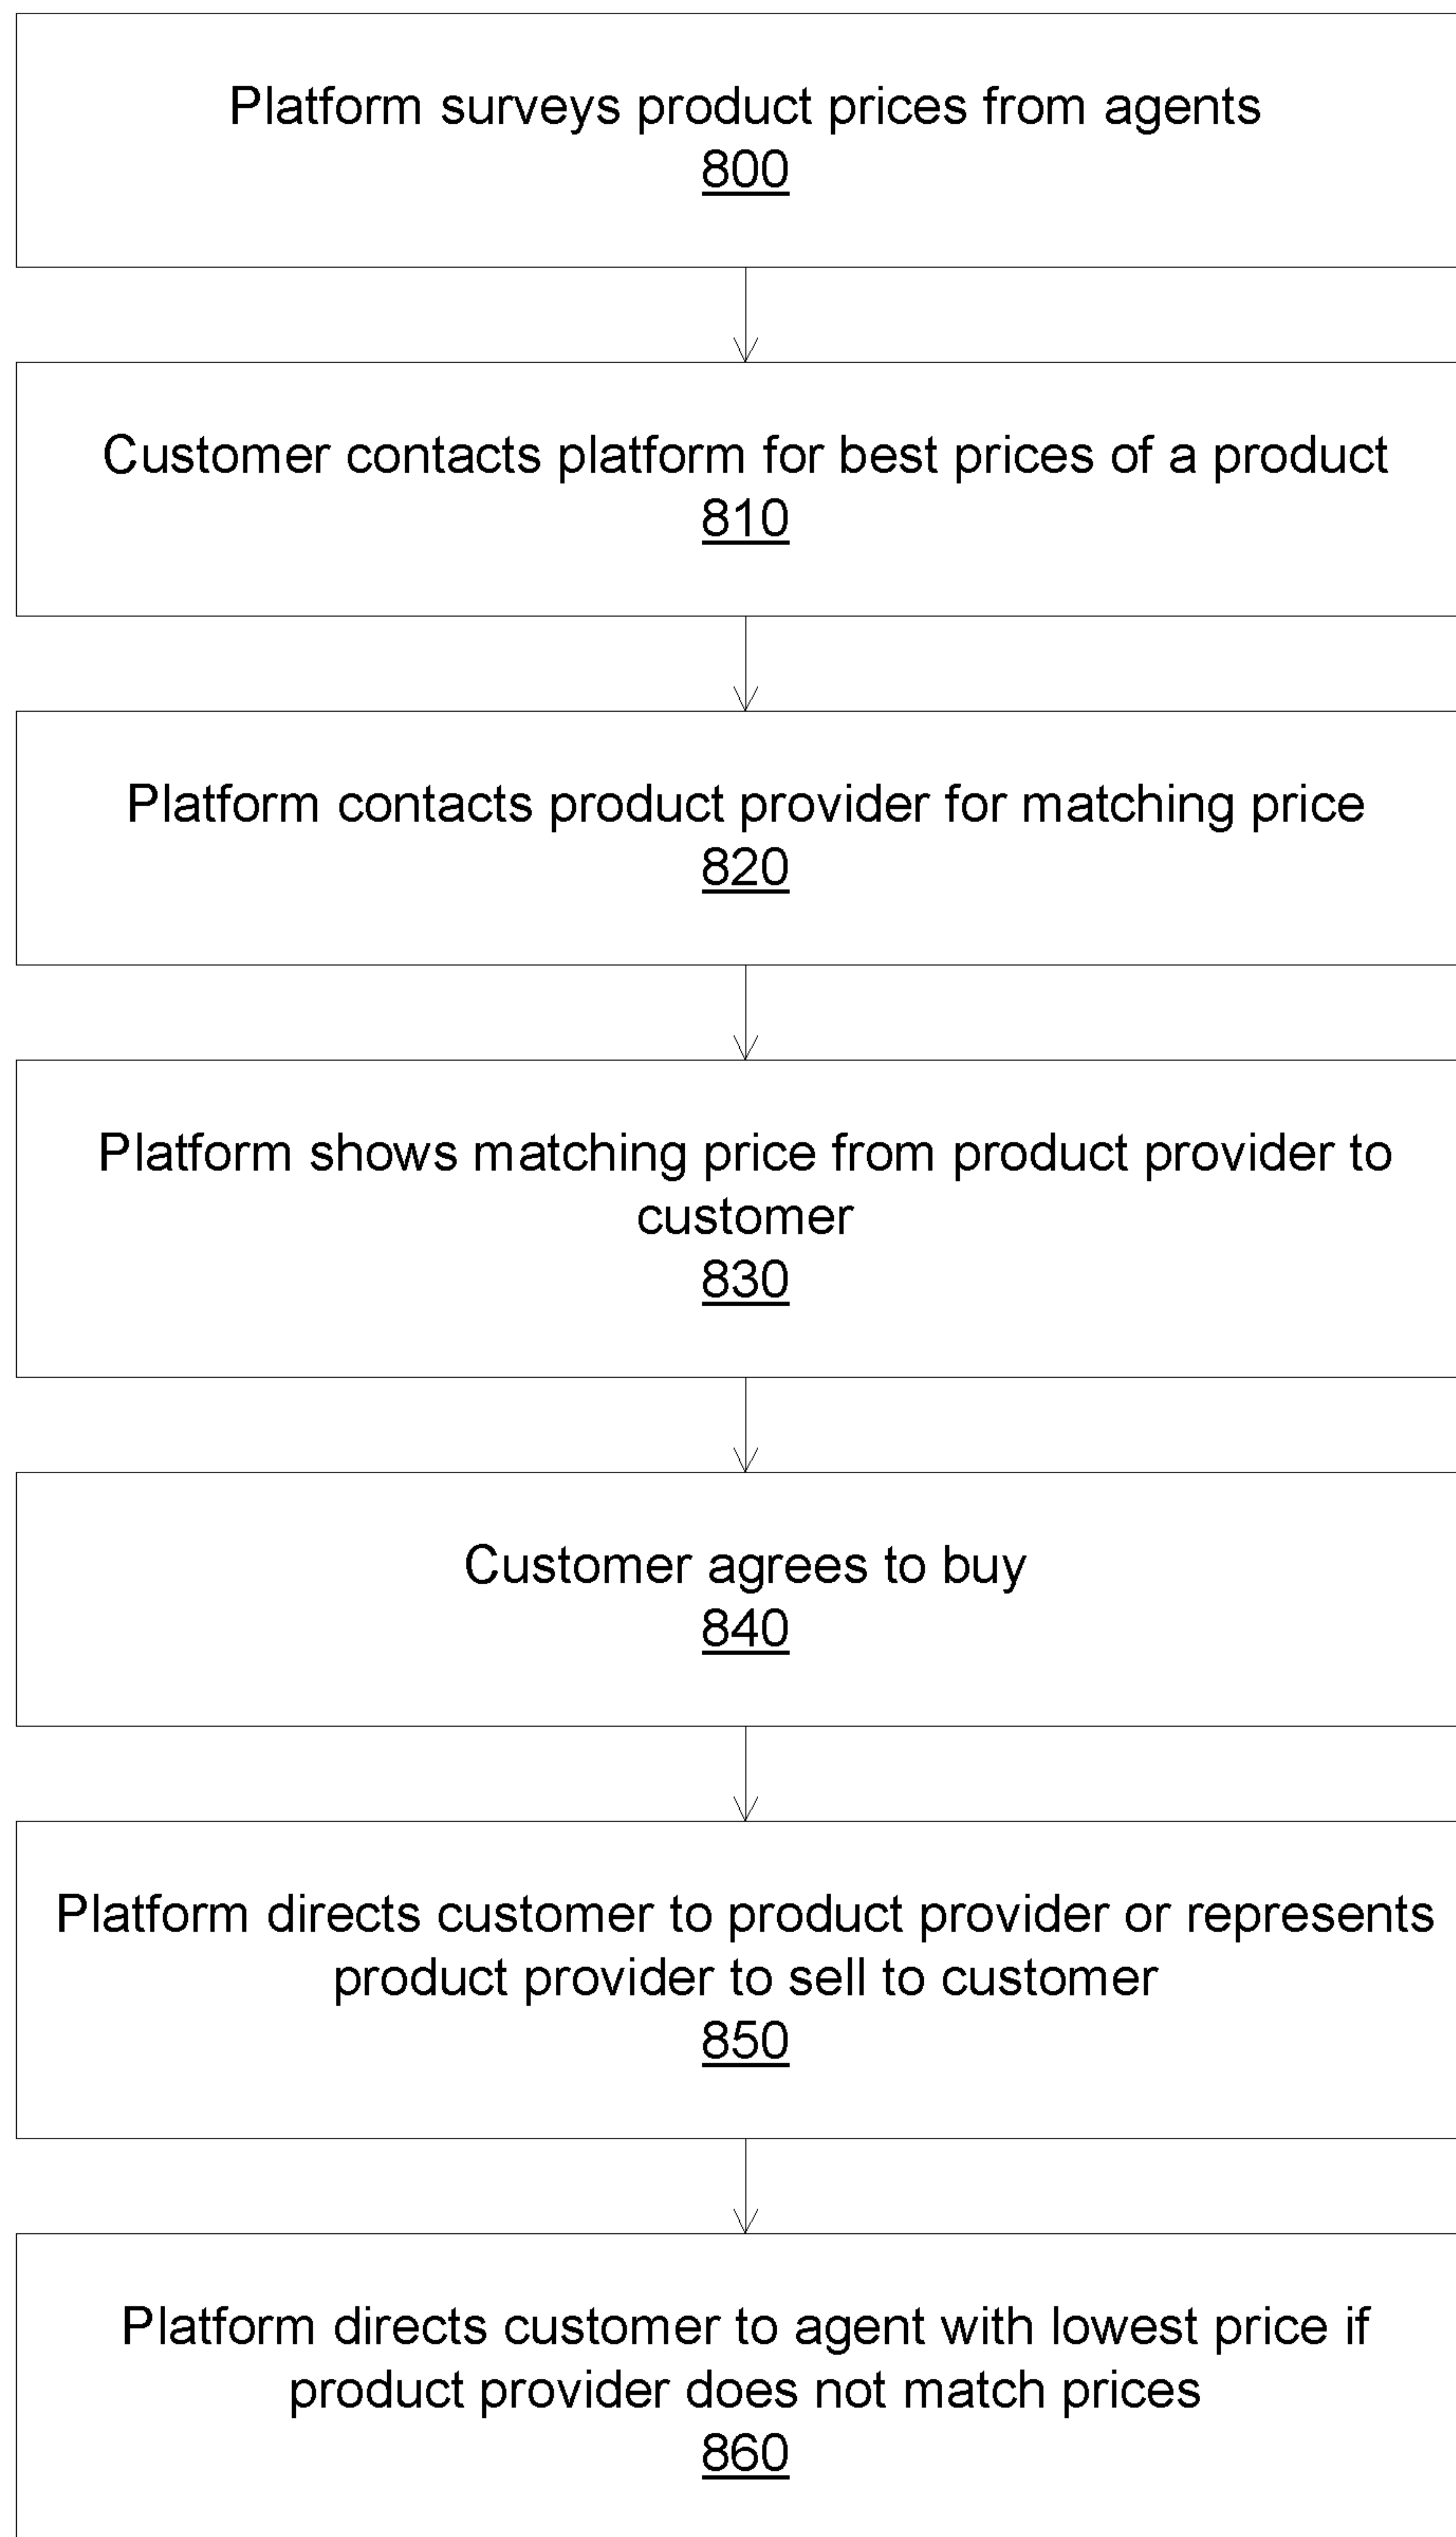 Platform surveys product prices from agents
800
Customer contacts platform for best prices of a product
810
Platform contacts product provider for matching price
820
Platform shows matching price from product provider to
customer
830
Customer agrees to buy
840
Platform directs customer to product provider or represents
product provider to sell to customer
850
Platform directs customer to agent with lowest price if
product provider does not match prices
860